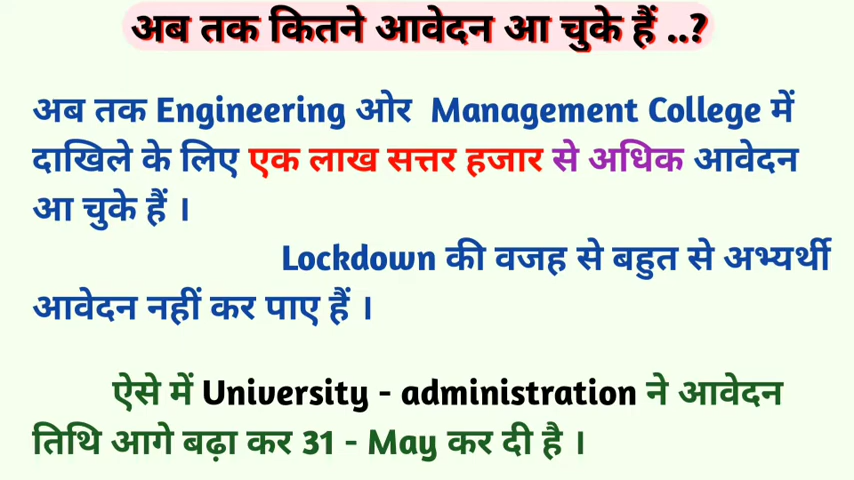 अब तक कितने आवेदन आ चुके हैं ..?
अब तक Engineering ओर Management College में
दाखिले के लिए एक लाख सत्तर हजार से अधिक आवेदन
आ चुके हैं ।
Lockdown की वजह से बहुत से अभ्यर्थी
आवेदन नहीं कर पाए हैं ।
ऐसे में University - administration ने आवेदन
तिथि आगे बढ़ा कर 31 - May कर दी है ।